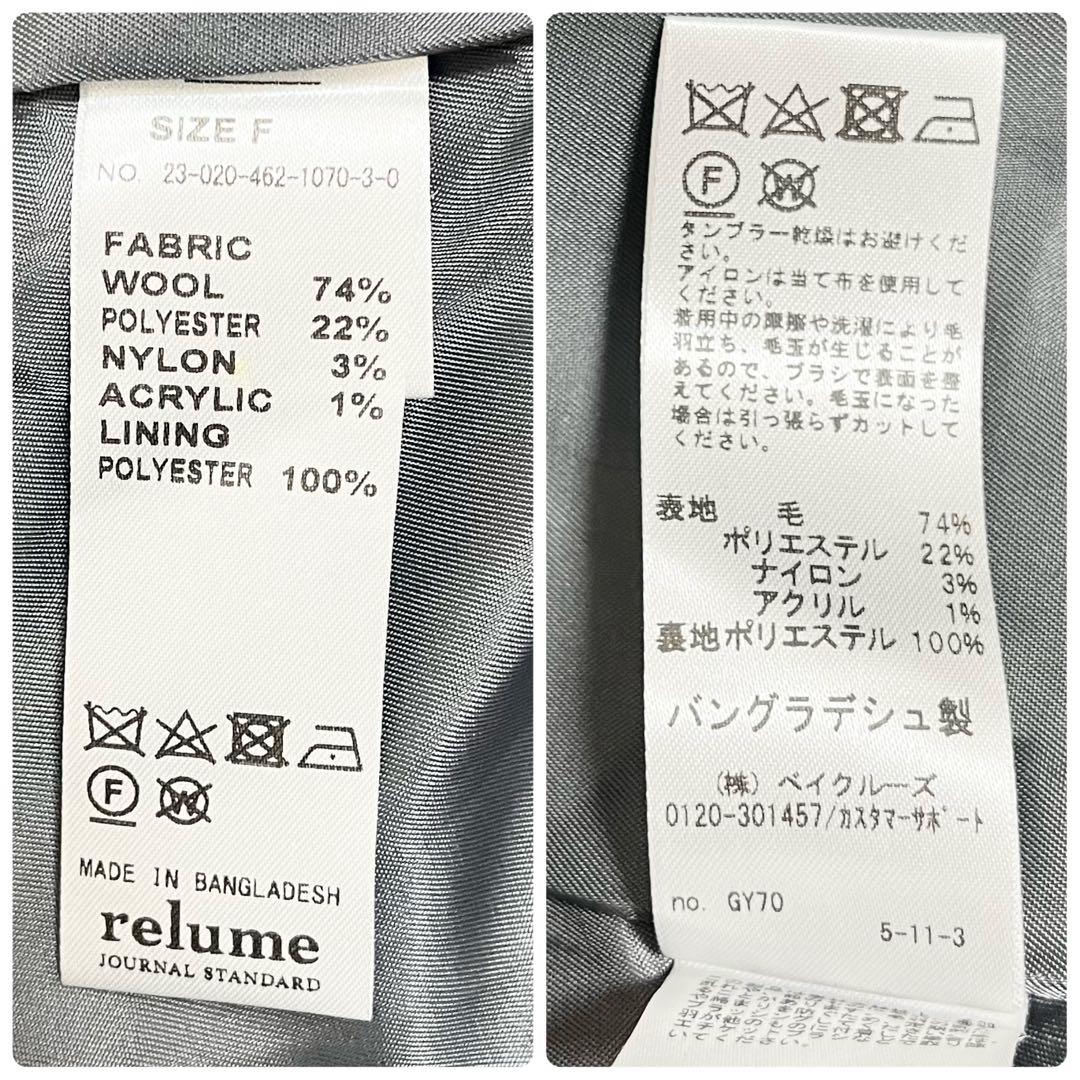 SIZE F
NO. 23-020-462-1070-3-0
FABRIC
WOOL 74%
POLYESTER 22%
NYLON 3%
ACRYLIC 1%
LINING
POLYESTER 100%
F
W
MADE IN BANGLADESH
relume
JOURNAL STANDARD
F
W
タンブラー乾燥はお避けくだ
さい。
アイロンは当て布を使用して
ください。
着用中の摩擦や洗濯により毛
羽立ち、毛玉が生じることが
あるので、ブラシで表面を整
えてください。毛玉になった
場合は引っ張らずカットして
ください。
表地 毛 74%
ポリエステル 22%
ナイロン 3%
アクリル 1%
裏地ポリエステル 100%
バングラデシュ製
(株) ベイクルーズ
0120-301457/カスタマーサポート
no. GY70
5-11-3